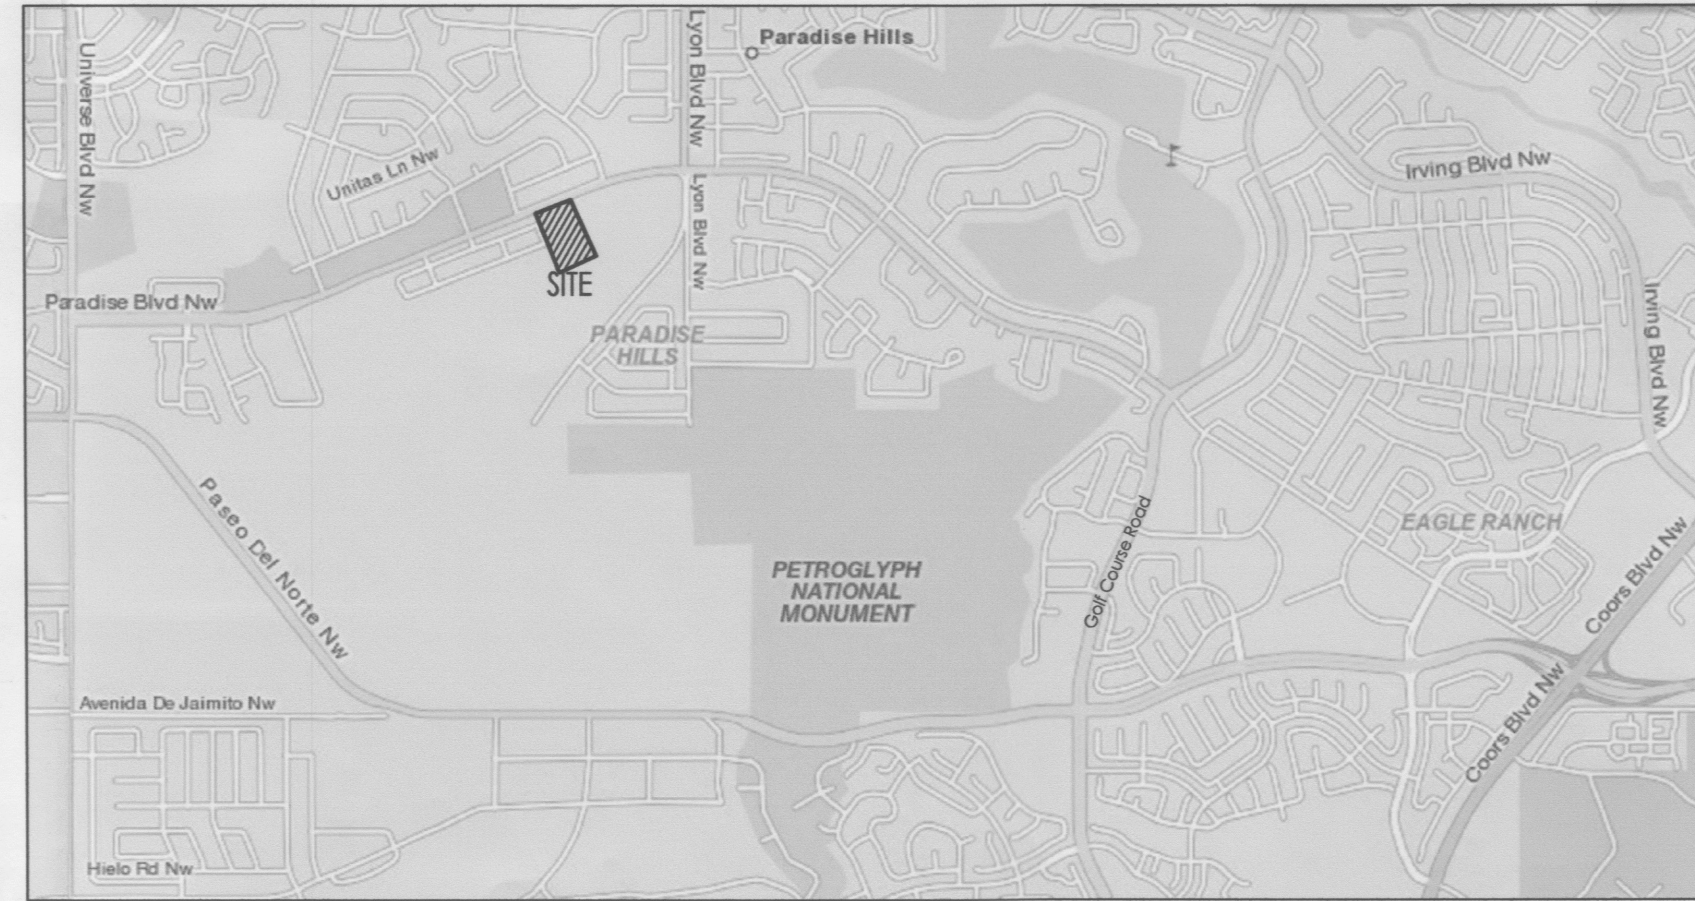 Paradise Hills
Universe Blvd Nw
Lyon Blvd Nw
Unitas Ln Nw
Irving Blvd Nw
Lyon Blvd Nw
SITE
Paradise Blvd Nw
PARADISE
HILLS
Irving Blvd Nw
Paseo Del Norte Nw
Golf Course Road
EAGLE RANCH
PETROGLYPH
NATIONAL
MONUMENT
Coors Blvd Nw
Avenida De Jaimito Nw
Coors Blvd Nw
Hielo Rd Nw